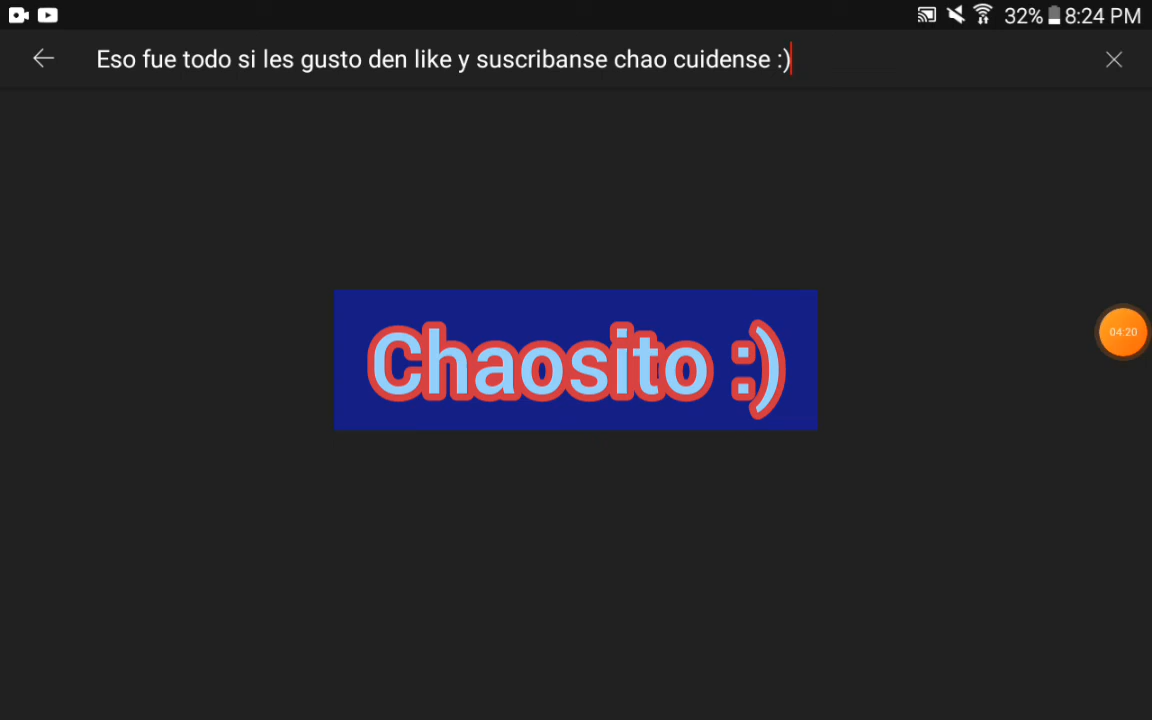 32% 8:24 PM
Eso fue todo si les gusto den like y suscribanse chao cuidense :)
04:20
Chaosito :)